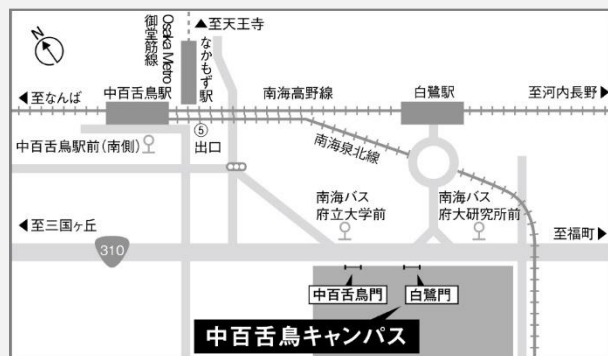 N
Osaka Metro
御堂筋線
なかもず駅
▲至天王寺
◀至なんば
中百舌鳥駅
南海高野線
白鷺駅
至河内長野▶
⑤
出口
中百舌鳥駅前(南側)
南海泉北線
南海バス
府立大学前
南海バス
府大研究所前
◀至三国ヶ丘
至福町▶
310
中百舌鳥門
白鷺門
中百舌鳥キャンパス